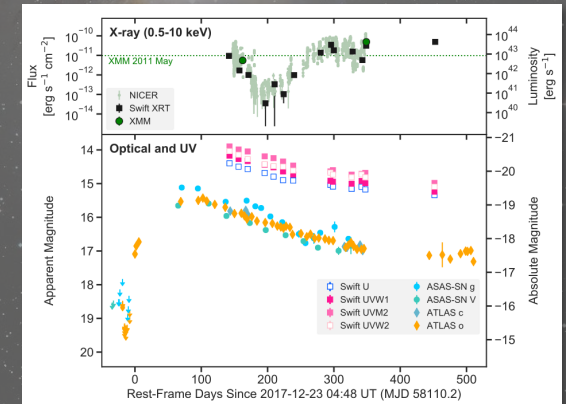 X-ray (0.5-10 keV)
10⁻¹⁰
10⁻¹¹
10⁻¹²
10⁻¹³
10⁻¹⁴
Flux
[erg s⁻¹ cm⁻²]
XMM 2011 May
NICER
Swift XRT
XMM
10⁴⁴
10⁴³
10⁴²
10⁴¹
10⁴⁰
Luminosity
[erg s⁻¹]
Optical and UV
14
15
16
17
18
19
20
Apparent Magnitude
−21
−20
−19
−18
−17
−16
−15
Absolute Magnitude
Swift U
Swift UVW1
Swift UVM2
Swift UVW2
ASAS-SN g
ASAS-SN V
ATLAS c
ATLAS o
0 100 200 300 400 500
Rest-Frame Days Since 2017-12-23 04:48 UT (MJD 58110.2)